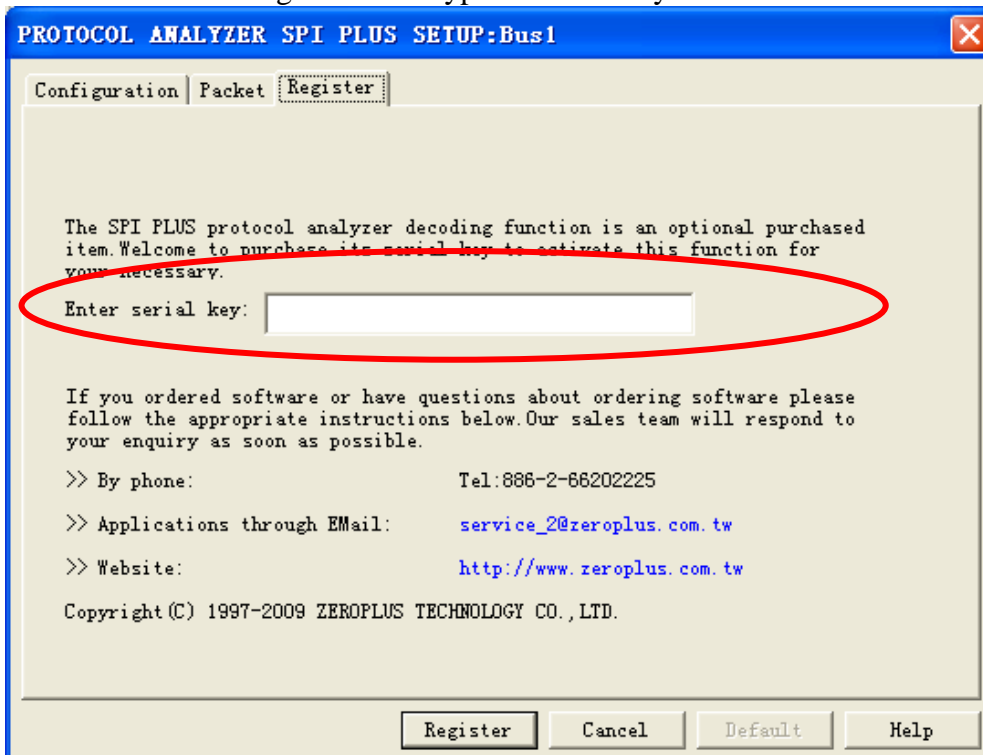 PROTOCOL ANALYZER SPI PLUS SETUP:Bus1
Configuration Packet Register
The SPI PLUS protocol analyzer decoding function is an optional purchased
item.Welcome to purchase its serial key to activate this function for
your necessary.
Enter serial key:
If you ordered software or have questions about ordering software please
follow the appropriate instructions below.Our sales team will respond to
your enquiry as soon as possible.
>> By phone: Tel:886-2-66202225
>> Applications through EMail: service_2@zeroplus.com.tw
>> Website: http://www.zeroplus.com.tw
Copyright(C) 1997-2009 ZEROPLUS TECHNOLOGY CO.,LTD.
Register Cancel Default Help